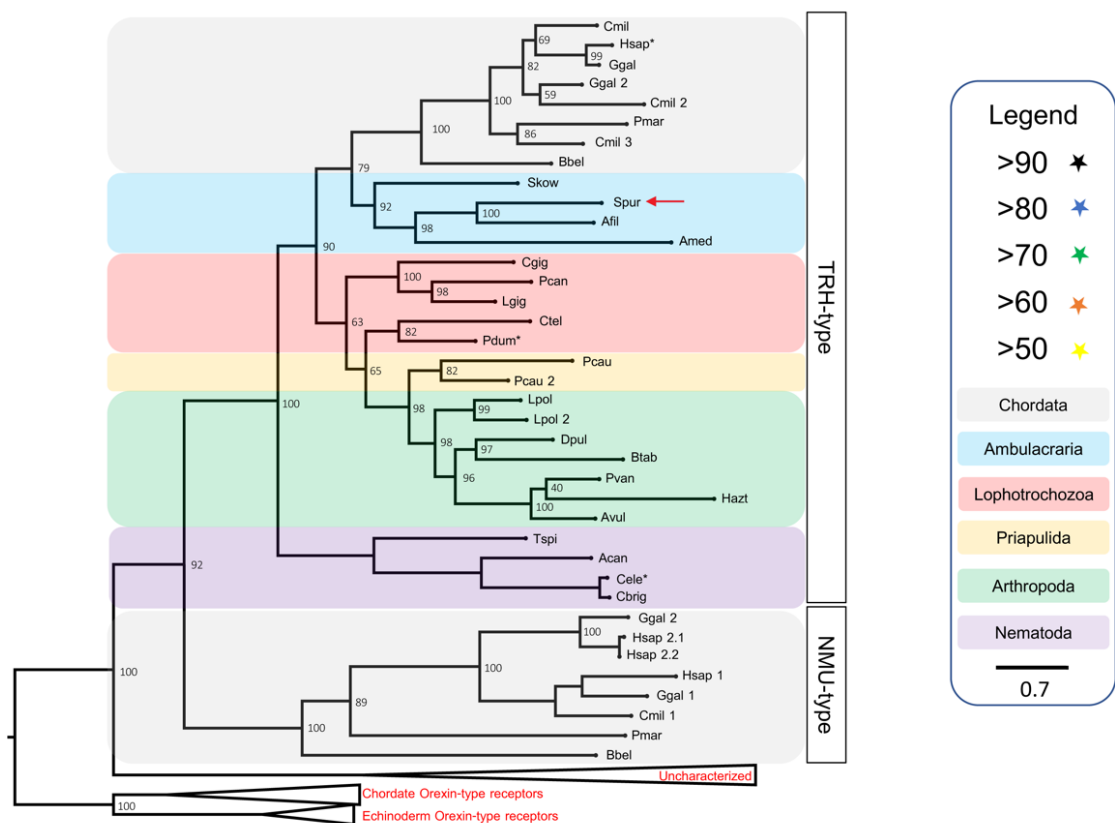 Cmil
69
Hsap*
99
Ggal
82
Ggal 2
59
Cmil 2
100
Pmar
100
86
Cmil 3
Bbel
79
Skow
92
Spur
100
Afil
98
Amed
90
Cgig
100
Pcan
98
Lgig
63
Ctel
82
Pdum*
Pcau
65
82
Pcau 2
98
Lpol
99
Lpol 2
100
98
Dpul
97
Btab
96
Pvan
40
Hazt
100
Avul
Tspi
Acan
92
Cele*
Cbrig
TRH-type
Ggal 2
100
Hsap 2.1
Hsap 2.2
100
100
Hsap 1
89
Ggal 1
Cmil 1
100
Pmar
Bbel
NMU-type
Uncharacterized
Chordate Orexin-type receptors
100
Echinoderm Orexin-type receptors
Legend
>90
>80
>70
>60
>50
Chordata
Ambulacraria
Lophotrochozoa
Priapulida
Arthropoda
Nematoda
0.7